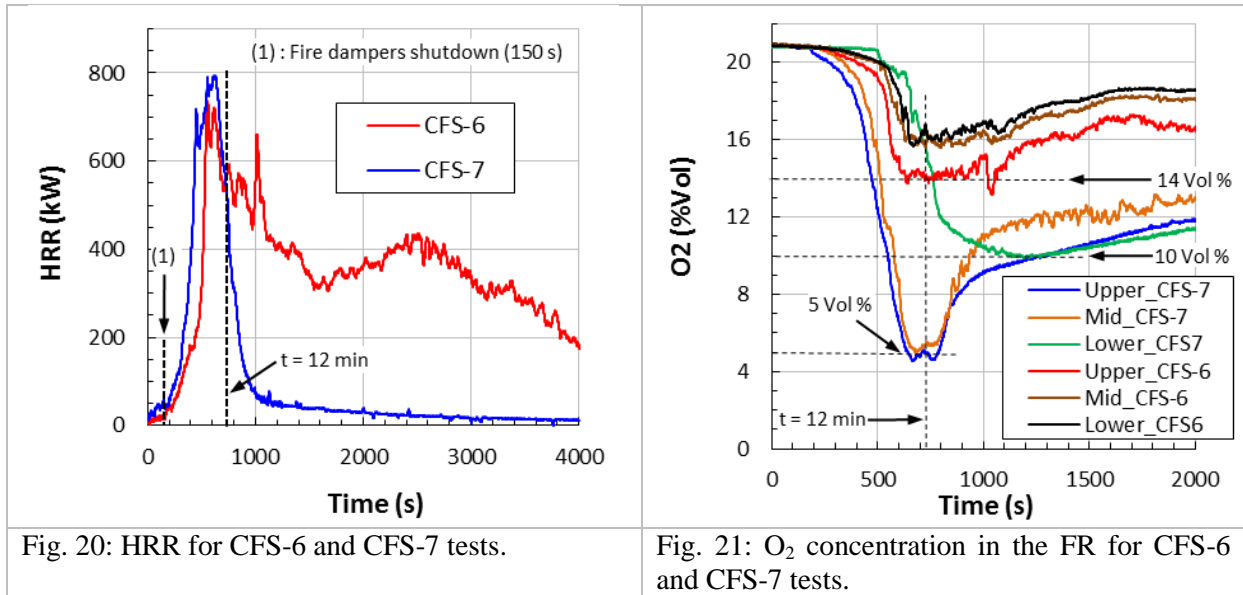 (1) : Fire dampers shutdown (150 s)
800
600
400
200
0
HRR (kW)
CFS-6
CFS-7
(1)
t = 12 min
0
1000
2000
3000
4000
Time (s)
Fig. 20: HRR for CFS-6 and CFS-7 tests.
20
16
12
8
4
0
O2 (%Vol)
14 Vol %
10 Vol %
5 Vol %
t = 12 min
Upper_CFS-7
Mid_CFS-7
Lower_CFS7
Upper_CFS-6
Mid_CFS-6
Lower_CFS6
0
500
1000
1500
2000
Time (s)
Fig. 21: O₂ concentration in the FR for CFS-6
and CFS-7 tests.